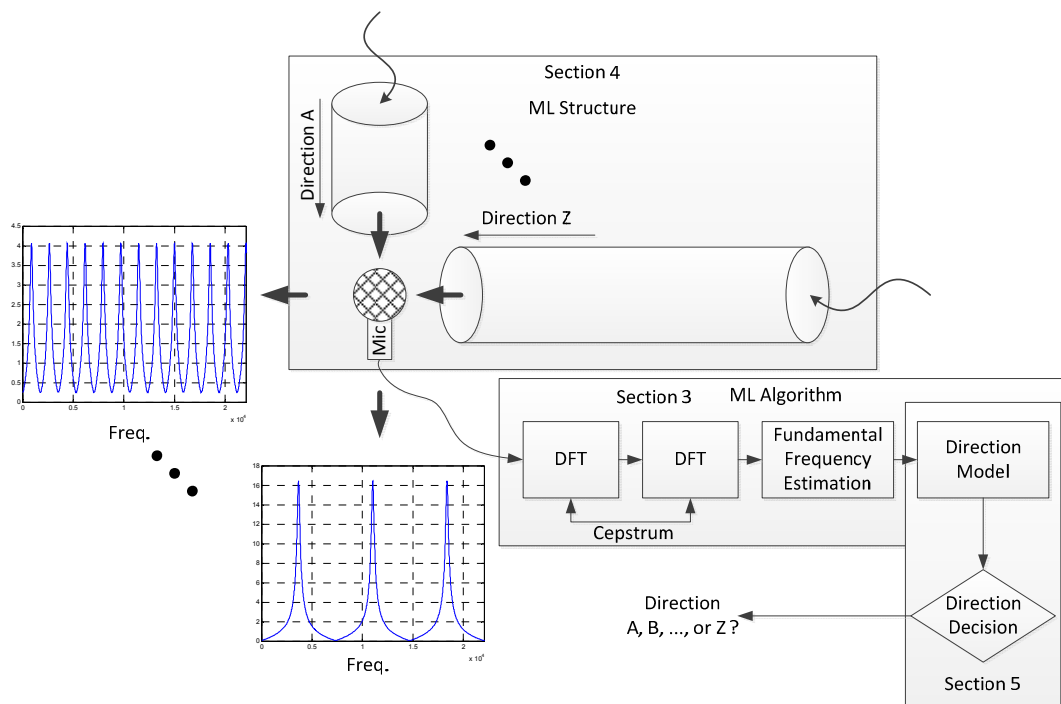 Section 4
ML Structure
Direction A
Direction Z
Mic
4.5
4
3.5
3
2.5
2
1.5
1
0.5
0
0
0.5
1
1.5
2
x 10⁴
Freq.
Section 3
ML Algorithm
DFT
DFT
Fundamental
Frequency
Estimation
Direction
Model
Cepstrum
18
16
14
12
10
8
6
4
2
0
0
0.5
1
1.5
2
x 10⁴
Freq.
Direction
A, B, ..., or Z ?
Direction
Decision
Section 5